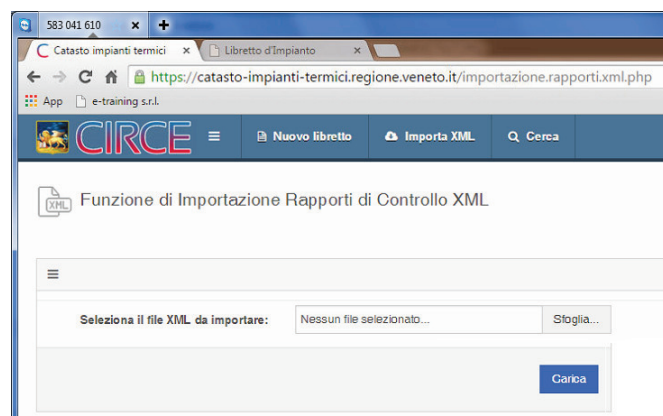 583 041 610
Catasto impianti termici
Libretto d'Impianto
https://catasto-impianti-termici.regione.veneto.it/importazione.rapporti.xml.php
App e-training s.r.l.
CIRCE Nuovo libretto Importa XML Cerca
XML Funzione di Importazione Rapporti di Controllo XML
Seleziona il file XML da importare: Nessun file selezionato... Sfoglia...
Carica